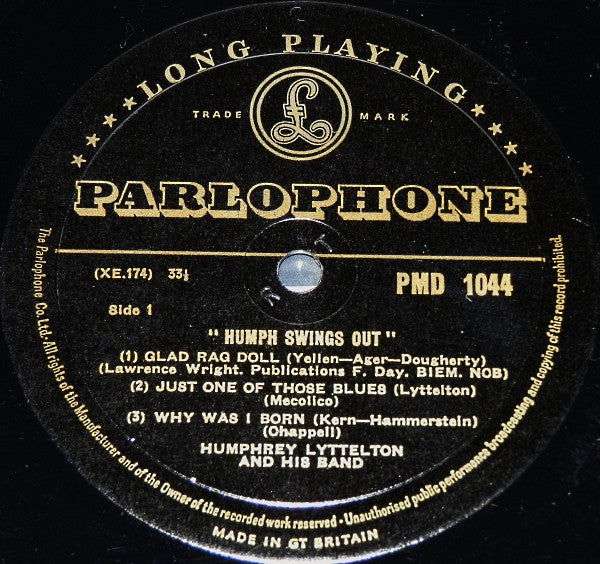 ★★★★ LONG PLAYING ★★★★
TRADE £ MARK
PARLOPHONE
(XE.174) 33⅓
PMD 1044
Side 1
" HUMPH SWINGS OUT "
(1) GLAD RAG DOLL (Yellen—Ager—Dougherty)
(Lawrence Wright. Publications F. Day. BIEM. NOB)
(2) JUST ONE OF THOSE BLUES (Lyttelton)
(Mecolico)
(3) WHY WAS I BORN (Kern—Hammerstein)
(Chappell)
HUMPHREY LYTTELTON
AND HIS BAND
The Parlophone Co. Ltd. · All rights of the Manufacturer and of the Owner of the recorded work reserved · Unauthorised public performance broadcasting and copying of this record prohibited.
MADE IN GT BRITAIN
T
K